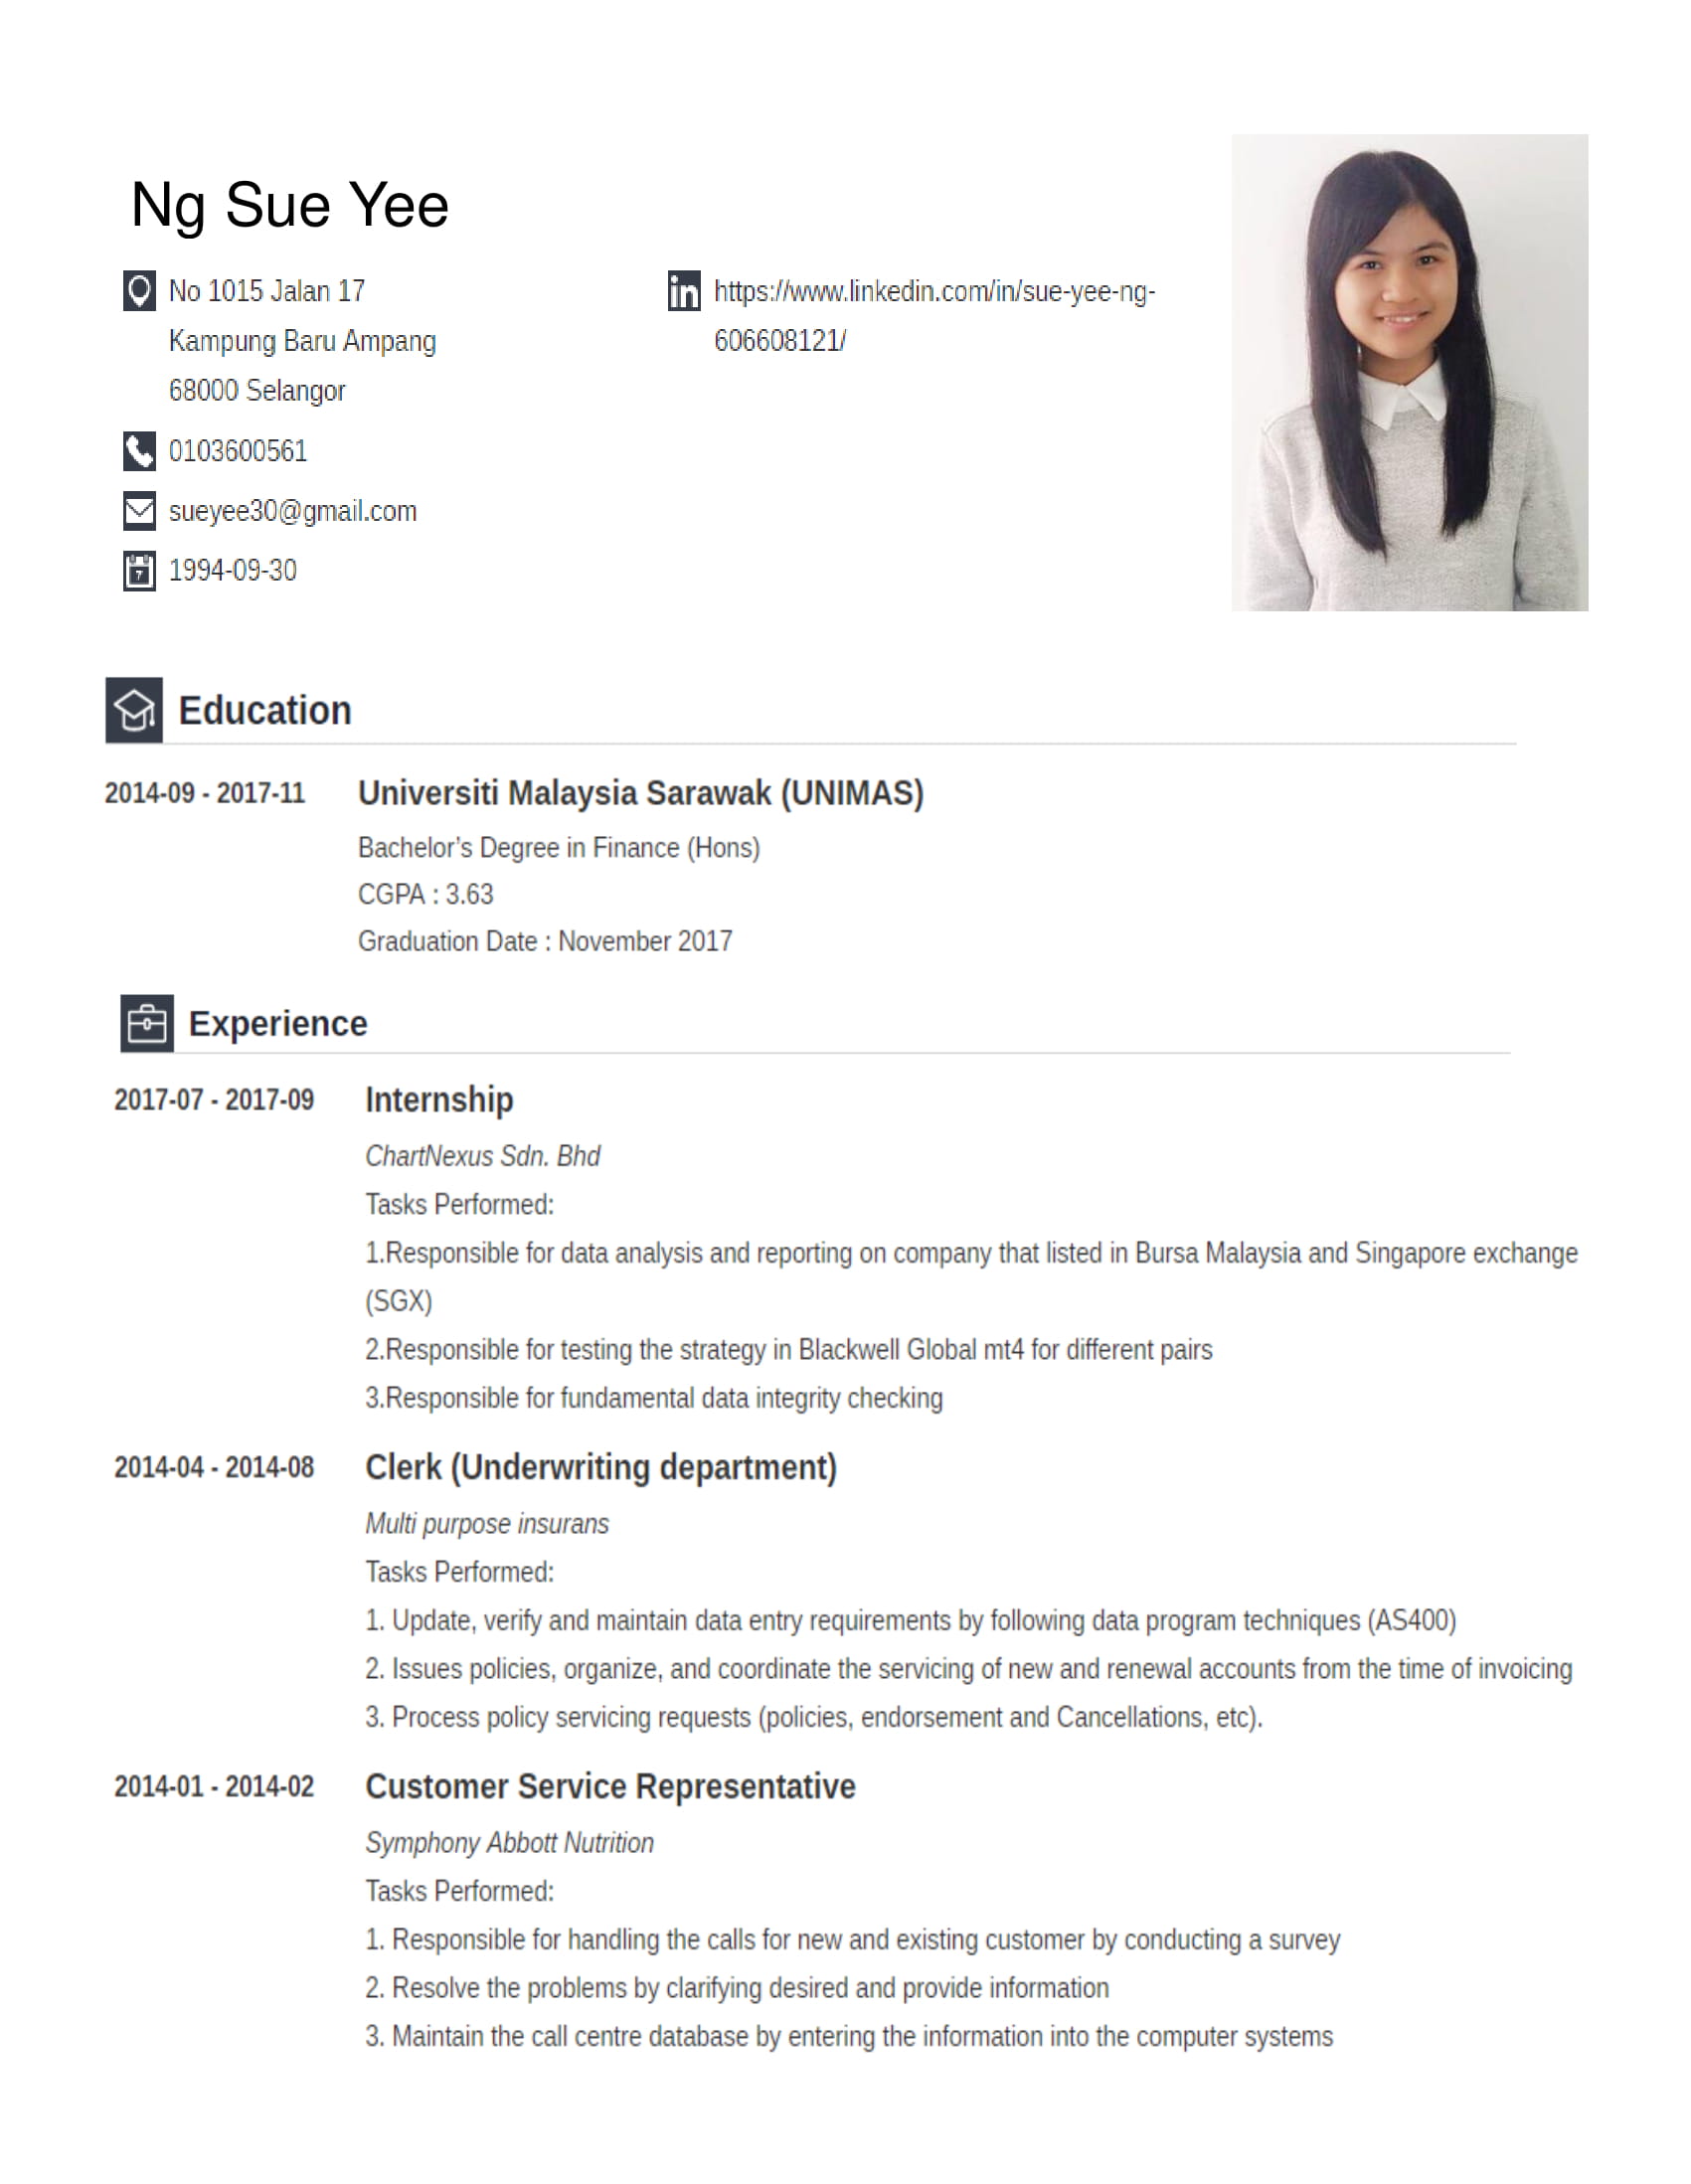 Ng Sue Yee
No 1015 Jalan 17
Kampung Baru Ampang
68000 Selangor
0103600561
sueyee30@gmail.com
1994-09-30
https://www.linkedin.com/in/sue-yee-ng-
606608121/
Education
2014-09 - 2017-11 Universiti Malaysia Sarawak (UNIMAS)
Bachelor's Degree in Finance (Hons)
CGPA : 3.63
Graduation Date : November 2017
Experience
2017-07 - 2017-09 Internship
ChartNexus Sdn. Bhd
Tasks Performed:
1.Responsible for data analysis and reporting on company that listed in Bursa Malaysia and Singapore exchange
(SGX)
2.Responsible for testing the strategy in Blackwell Global mt4 for different pairs
3.Responsible for fundamental data integrity checking
2014-04 - 2014-08 Clerk (Underwriting department)
Multi purpose insurans
Tasks Performed:
1. Update, verify and maintain data entry requirements by following data program techniques (AS400)
2. Issues policies, organize, and coordinate the servicing of new and renewal accounts from the time of invoicing
3. Process policy servicing requests (policies, endorsement and Cancellations, etc).
2014-01 - 2014-02 Customer Service Representative
Symphony Abbott Nutrition
Tasks Performed:
1. Responsible for handling the calls for new and existing customer by conducting a survey
2. Resolve the problems by clarifying desired and provide information
3. Maintain the call centre database by entering the information into the computer systems